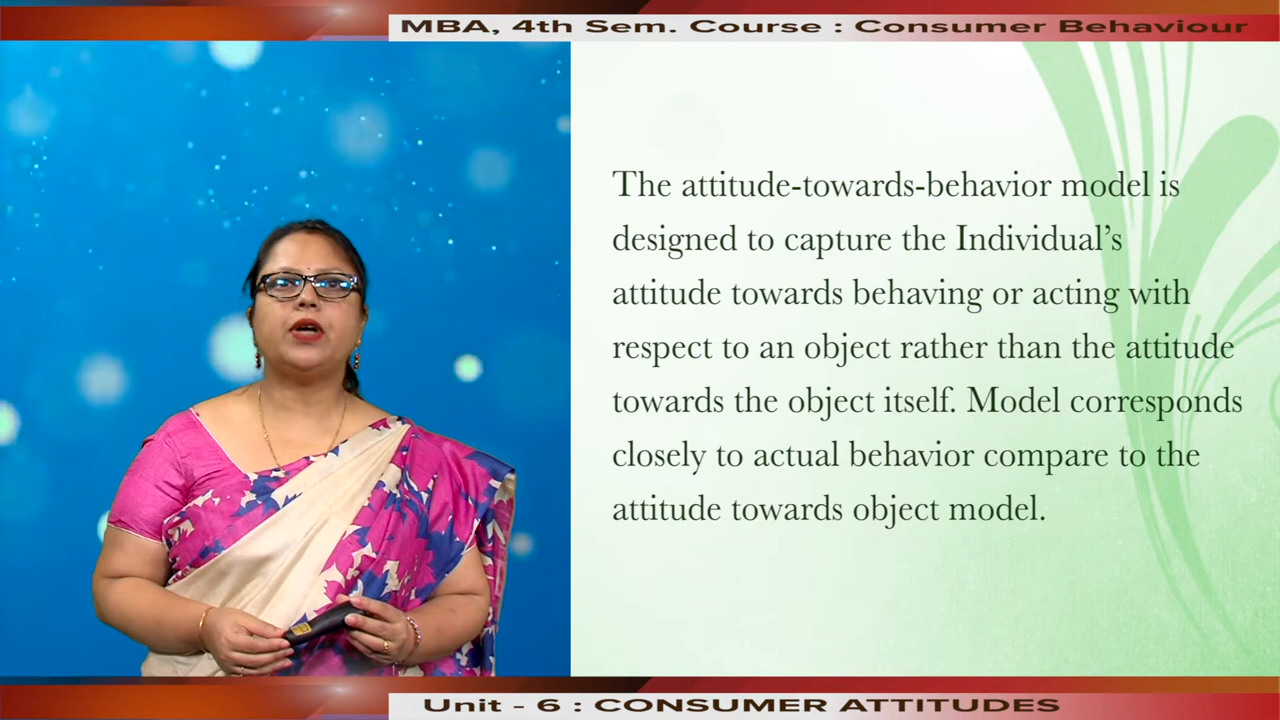 MBA, 4th Sem. Course : Consumer Behaviour
The attitude-towards-behavior model is
designed to capture the Individual’s
attitude towards behaving or acting with
respect to an object rather than the attitude
towards the object itself. Model corresponds
closely to actual behavior compare to the
attitude towards object model.
Unit - 6 : CONSUMER ATTITUDES